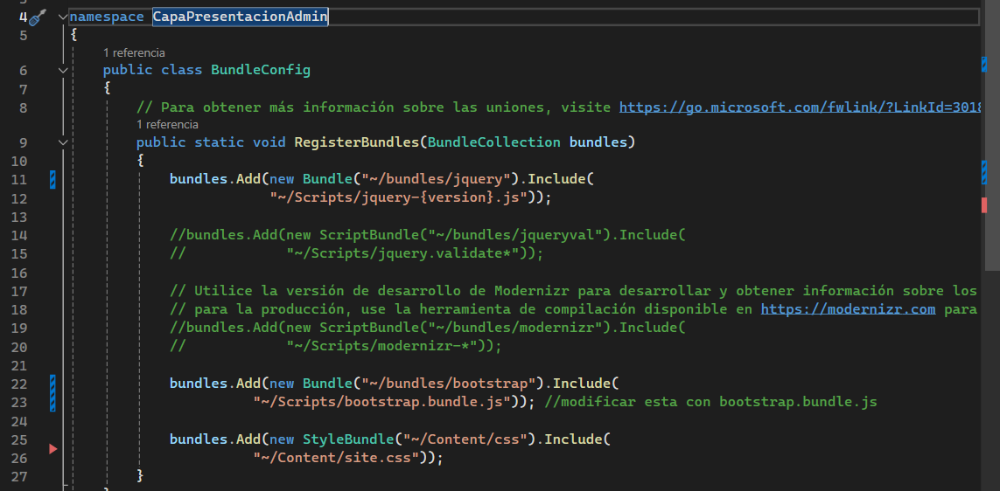 4 namespace CapaPresentacionAdmin
5 {
1 referencia
6 public class BundleConfig
7 {
8 // Para obtener más información sobre las uniones, visite https://go.microsoft.com/fwlink/?LinkId=3018
1 referencia
9 public static void RegisterBundles(BundleCollection bundles)
10 {
11 bundles.Add(new Bundle("~/bundles/jquery").Include(
12 "~/Scripts/jquery-{version}.js"));
13
14 //bundles.Add(new ScriptBundle("~/bundles/jqueryval").Include(
15 // "~/Scripts/jquery.validate*"));
16
17 // Utilice la versión de desarrollo de Modernizr para desarrollar y obtener información sobre los
18 // para la producción, use la herramienta de compilación disponible en https://modernizr.com para
19 //bundles.Add(new ScriptBundle("~/bundles/modernizr").Include(
20 // "~/Scripts/modernizr-*"));
21
22 bundles.Add(new Bundle("~/bundles/bootstrap").Include(
23 "~/Scripts/bootstrap.bundle.js")); //modificar esta con bootstrap.bundle.js
24
25 bundles.Add(new StyleBundle("~/Content/css").Include(
26 "~/Content/site.css"));
27 }